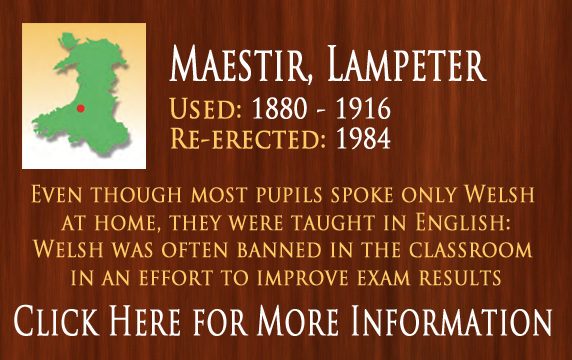 Maestir, Lampeter
Used: 1880 - 1916
Re-erected: 1984
Even though most pupils spoke only Welsh
at home, they were taught in English:
Welsh was often banned in the classroom
in an effort to improve exam results
Click Here for More Information